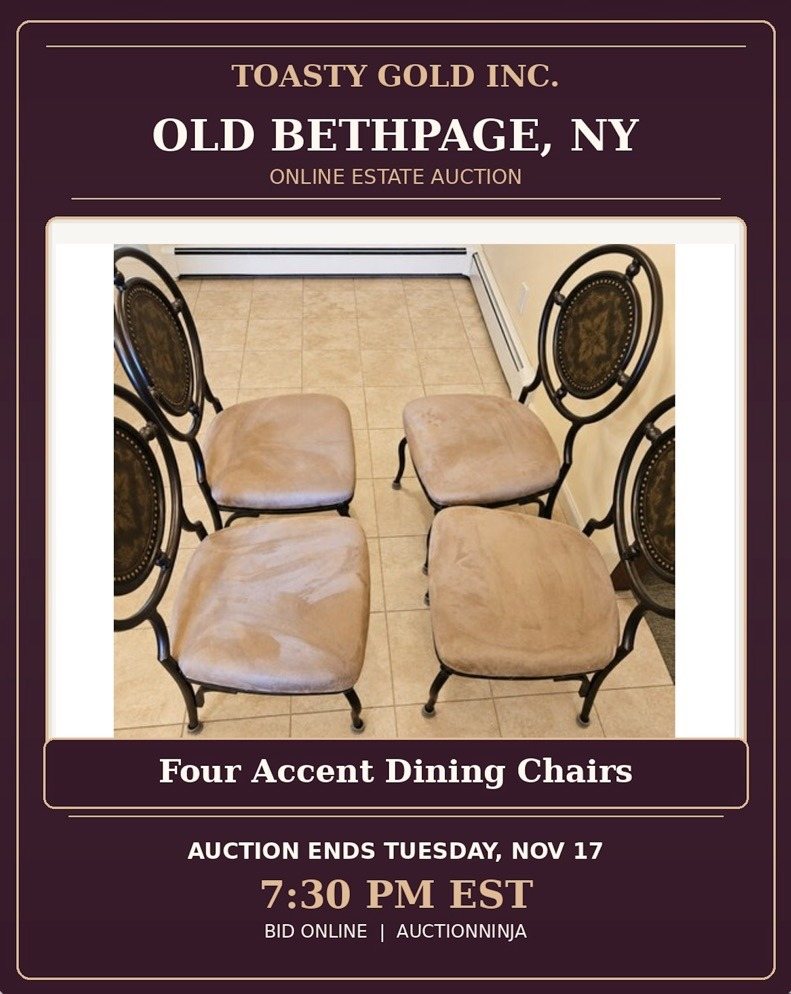 TOASTY GOLD INC.
OLD BETHPAGE, NY
ONLINE ESTATE AUCTION
Four Accent Dining Chairs
AUCTION ENDS TUESDAY, NOV 17
7:30 PM EST
BID ONLINE | AUCTIONNINJA